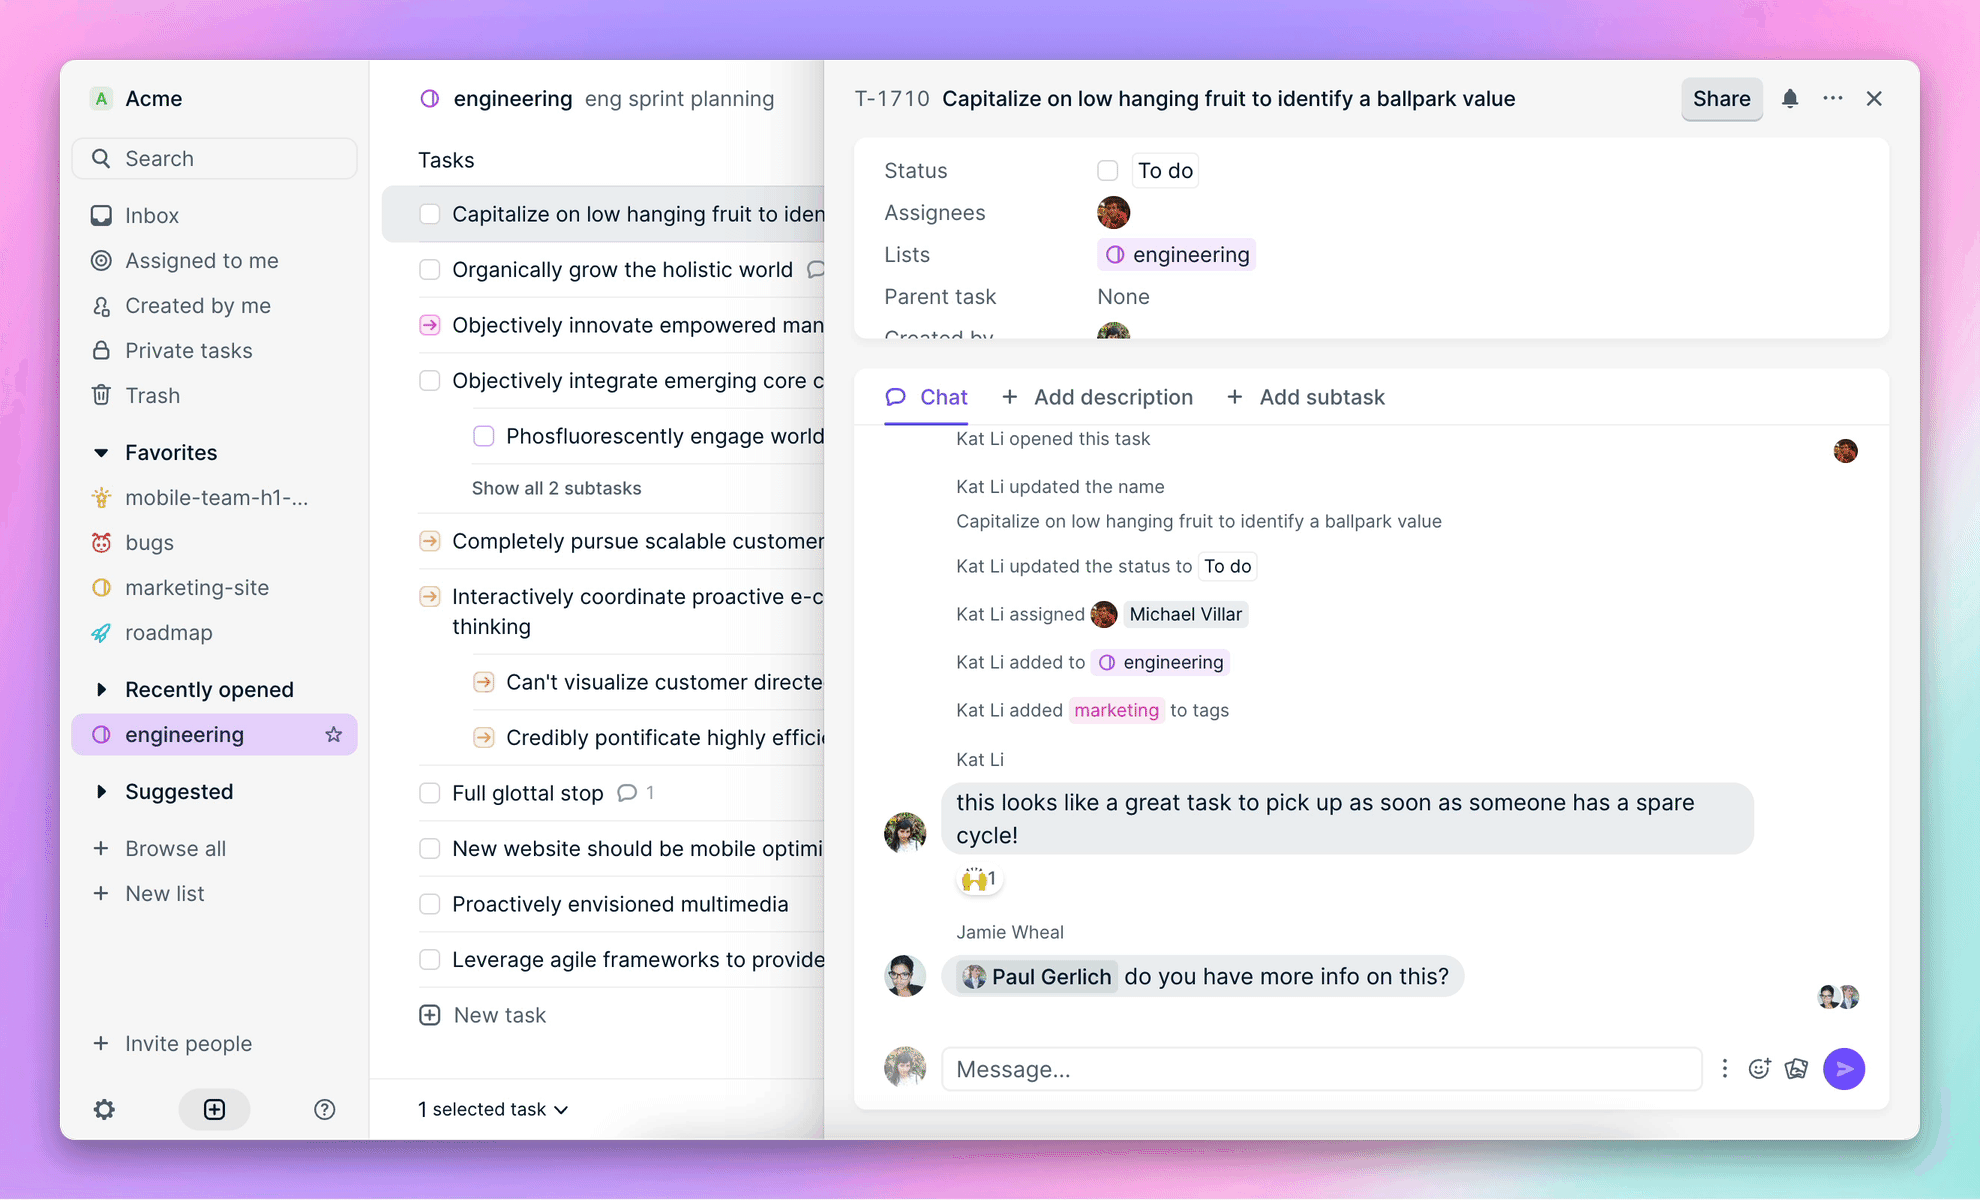 A Acme
Search
Inbox
Assigned to me
Created by me
Private tasks
Trash
Favorites
mobile-team-h1-...
bugs
marketing-site
roadmap
Recently opened
engineering
Suggested
Browse all
New list
Invite people
engineering eng sprint planning
Tasks
Capitalize on low hanging fruit to iden
Organically grow the holistic world
Objectively innovate empowered man
Objectively integrate emerging core c
Phosfluorescently engage world
Show all 2 subtasks
Completely pursue scalable customer
Interactively coordinate proactive e-c
thinking
Can't visualize customer directe
Credibly pontificate highly effici
Full glottal stop 1
New website should be mobile optimi
Proactively envisioned multimedia
Leverage agile frameworks to provide
New task
1 selected task
T-1710 Capitalize on low hanging fruit to identify a ballpark value
Share
Status To do
Assignees
Lists engineering
Parent task None
Created by
Chat + Add description + Add subtask
Kat Li opened this task
Kat Li updated the name
Capitalize on low hanging fruit to identify a ballpark value
Kat Li updated the status to To do
Kat Li assigned Michael Villar
Kat Li added to engineering
Kat Li added marketing to tags
Kat Li
this looks like a great task to pick up as soon as someone has a spare
cycle!
1
Jamie Wheal
Paul Gerlich do you have more info on this?
Message...